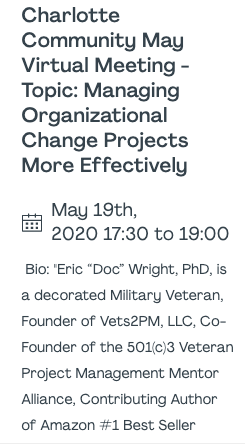 Charlotte
Community May
Virtual Meeting -
Topic: Managing
Organizational
Change Projects
More Effectively
May 19th,
2020 17:30 to 19:00
Bio: "Eric “Doc” Wright, PhD, is
a decorated Military Veteran,
Founder of Vets2PM, LLC, Co-
Founder of the 501(c)3 Veteran
Project Management Mentor
Alliance, Contributing Author
of Amazon #1 Best Seller